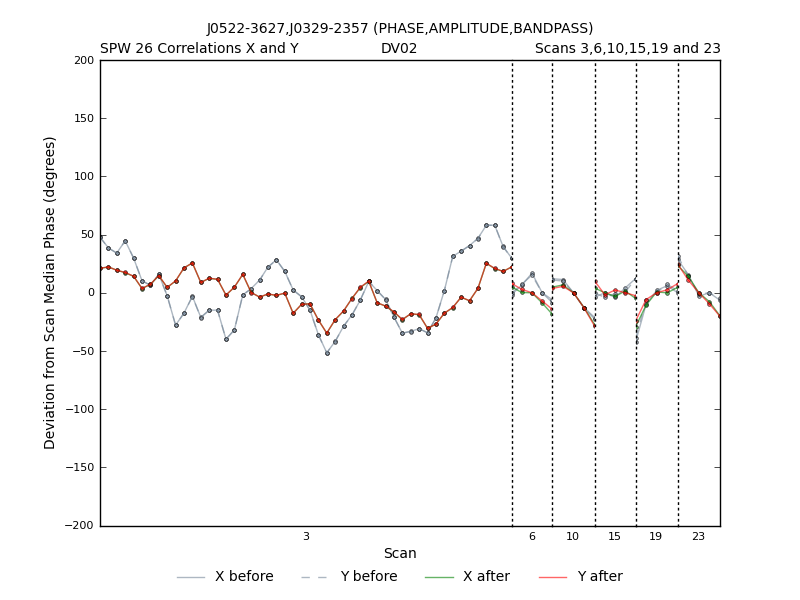 J0522-3627,J0329-2357 (PHASE,AMPLITUDE,BANDPASS)
SPW 26 Correlations X and Y DV02 Scans 3,6,10,15,19 and 23
200
150
100
50
0
−50
−100
−150
−200
Deviation from Scan Median Phase (degrees)
3 6 10 15 19 23
Scan
X before Y before X after Y after